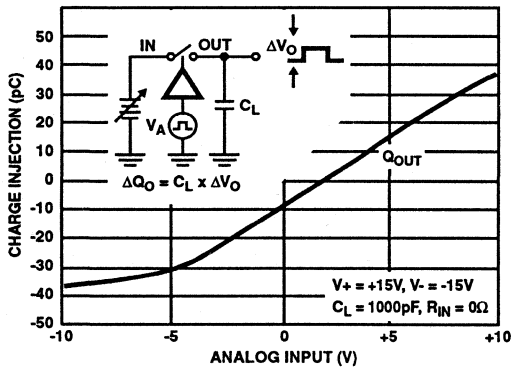 CHARGE INJECTION (pC)
50
40
30
20
10
0
-10
-20
-30
-40
-50
IN
OUT
ΔVO
CL
VA
ΔQO = CL x ΔVO
QOUT
V+ = +15V, V- = -15V
CL = 1000pF, RIN = 0Ω
-10
-5
0
+5
+10
ANALOG INPUT (V)